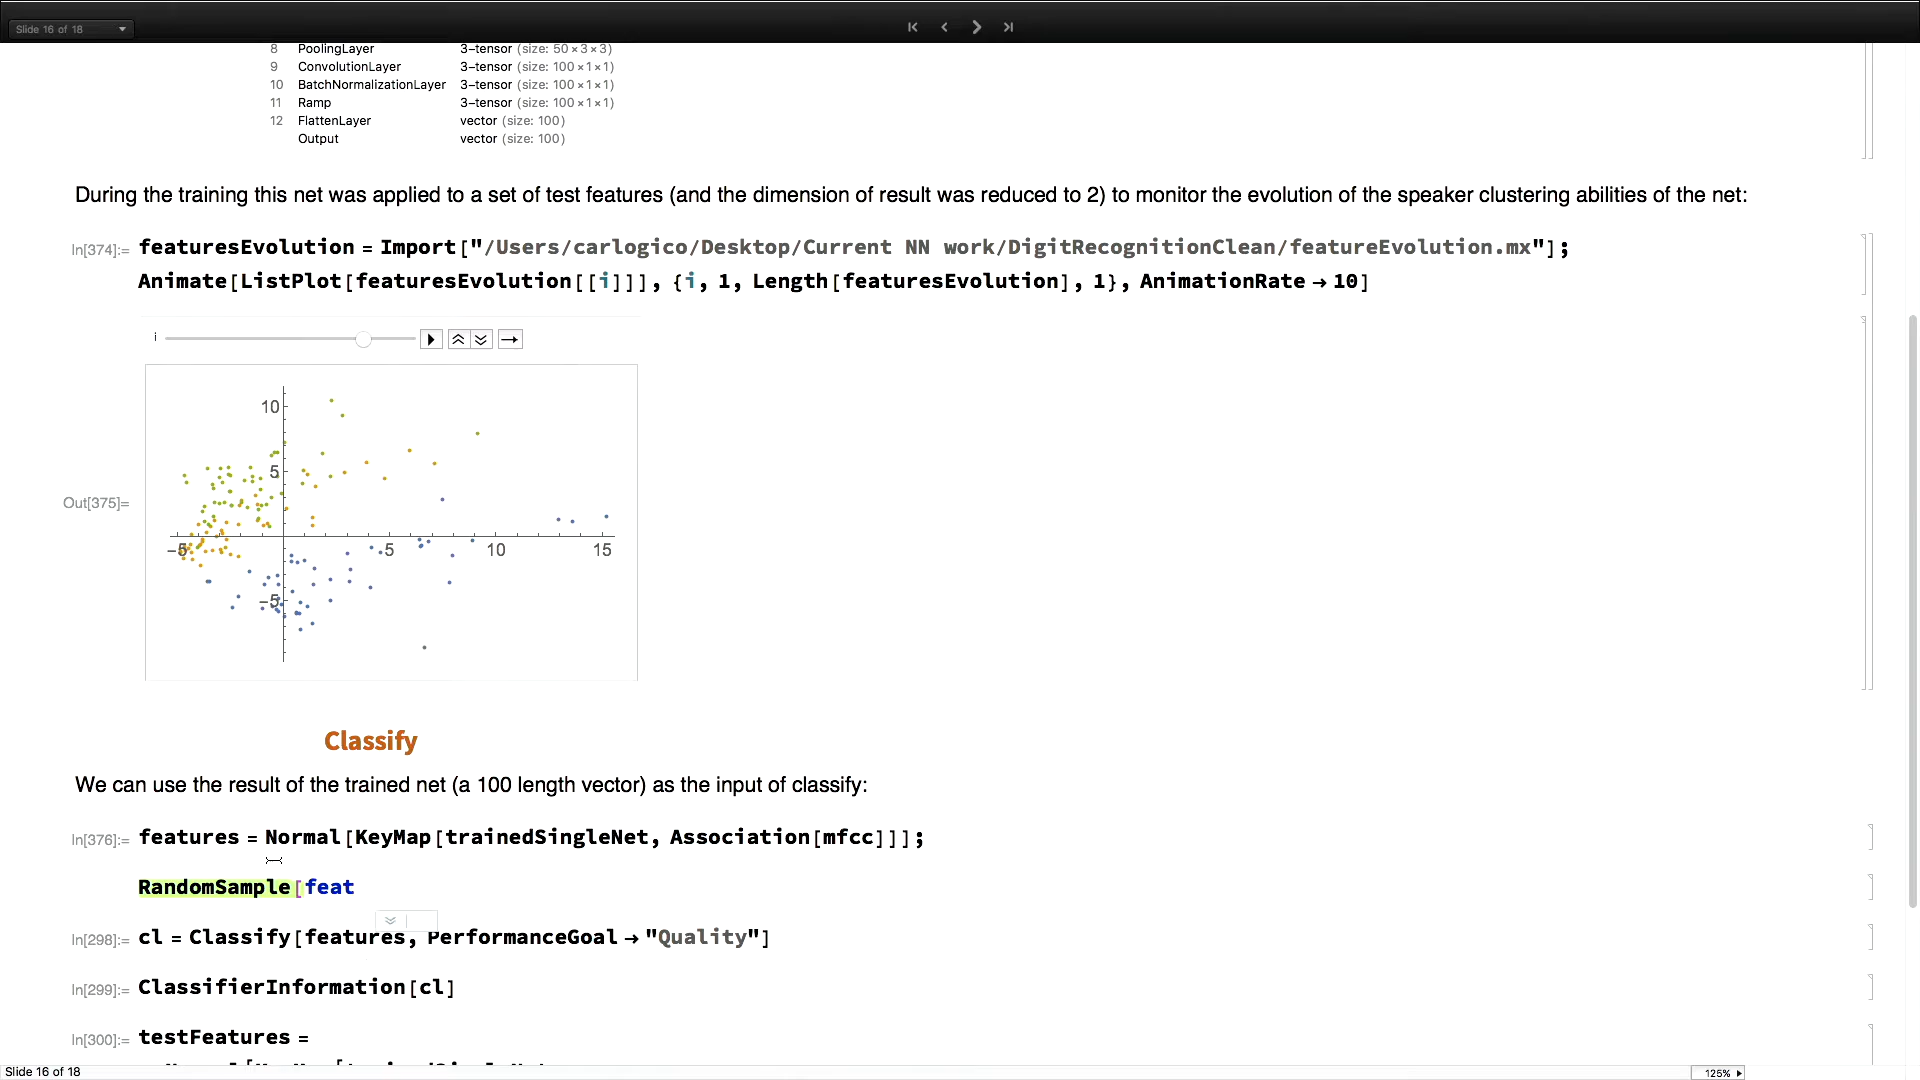 Slide 16 of 18
8 PoolingLayer 3-tensor (size: 50×3×3)
9 ConvolutionLayer 3-tensor (size: 100×1×1)
10 BatchNormalizationLayer 3-tensor (size: 100×1×1)
11 Ramp 3-tensor (size: 100×1×1)
12 FlattenLayer vector (size: 100)
Output vector (size: 100)
During the training this net was applied to a set of test features (and the dimension of result was reduced to 2) to monitor the evolution of the speaker clustering abilities of the net:
In[374]:= featuresEvolution = Import["/Users/carlogico/Desktop/Current NN work/DigitRecognitionClean/featureEvolution.mx"];
Animate[ListPlot[featuresEvolution[[i]]], {i, 1, Length[featuresEvolution], 1}, AnimationRate → 10]
i
10
5
Out[375]=
-5 5 10 15
-5
Classify
We can use the result of the trained net (a 100 length vector) as the input of classify:
In[376]:= features = Normal[KeyMap[trainedSingleNet, Association[mfcc]]];
RandomSample[feat
In[298]:= cl = Classify[features, PerformanceGoal → "Quality"]
In[299]:= ClassifierInformation[cl]
In[300]:= testFeatures =
Slide 16 of 18
125%